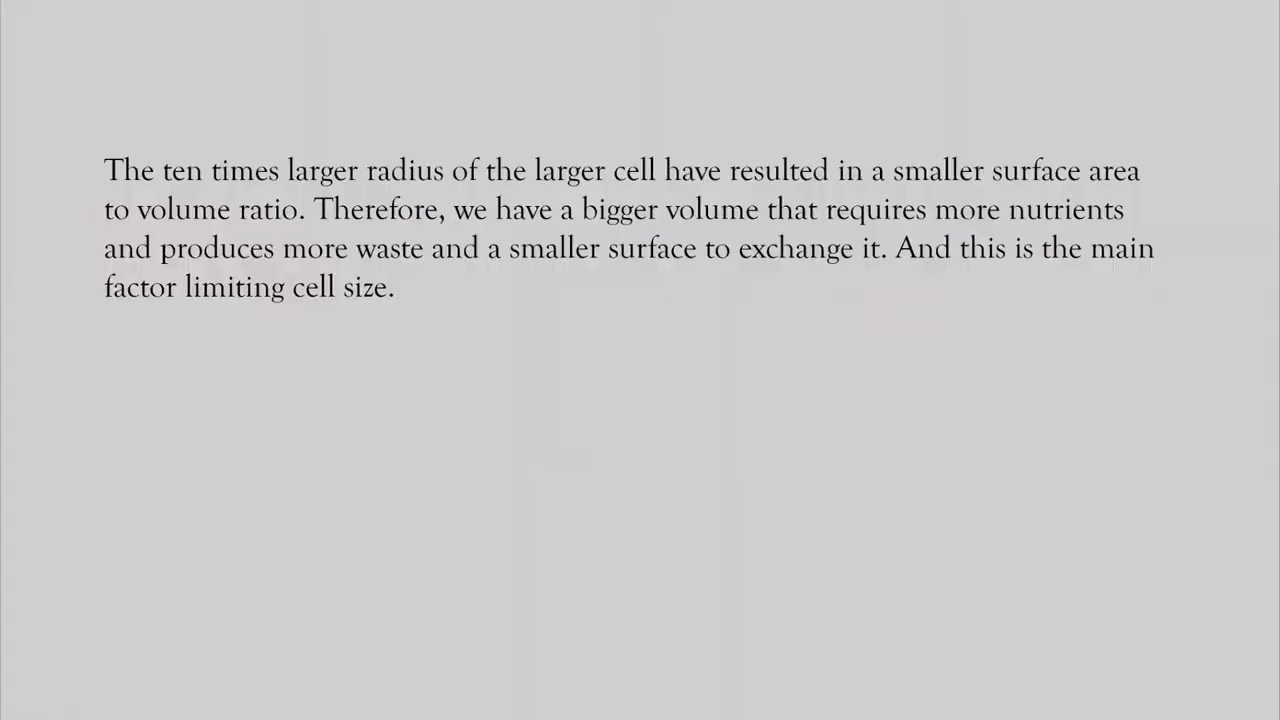 The ten times larger radius of the larger cell have resulted in a smaller surface area
to volume ratio. Therefore, we have a bigger volume that requires more nutrients
and produces more waste and a smaller surface to exchange it. And this is the main
factor limiting cell size.